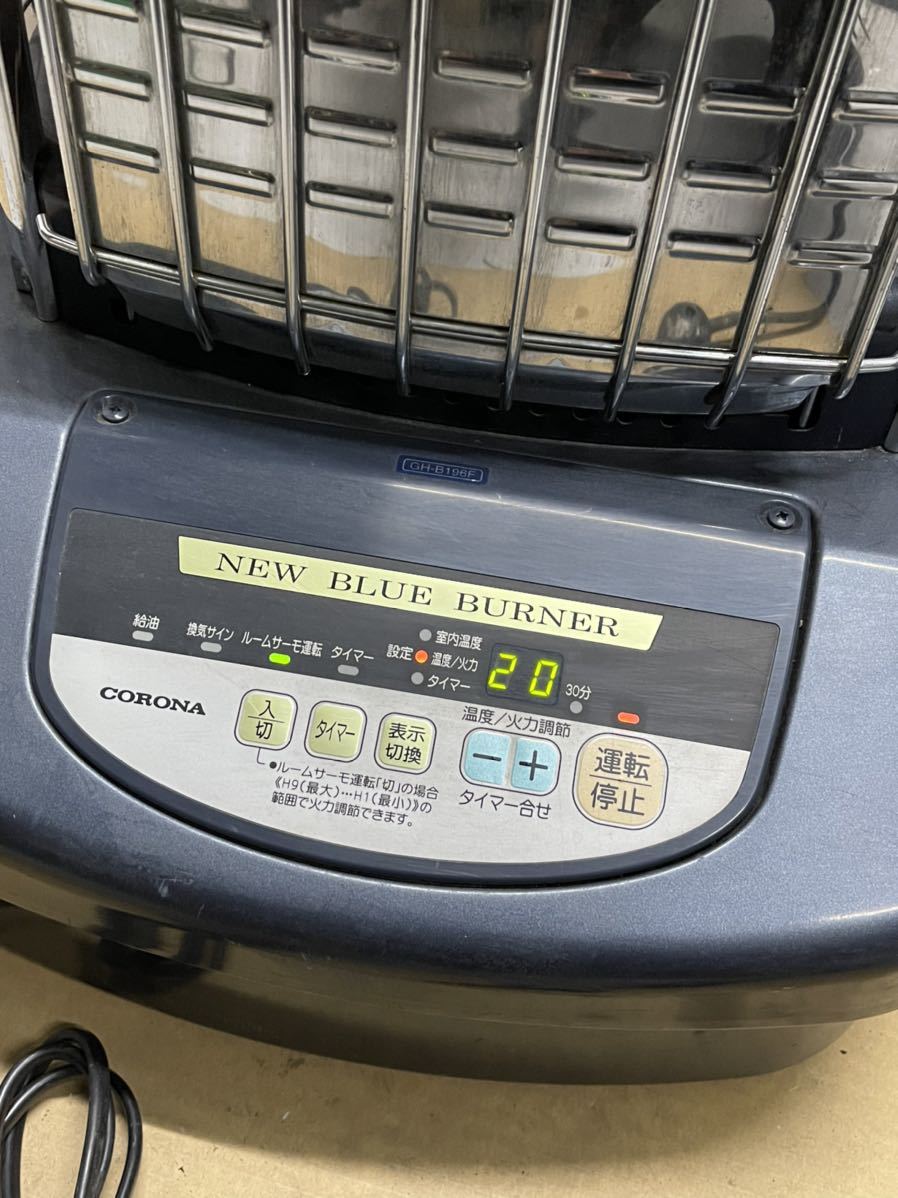 GH-B196F
NEW BLUE BURNER
給油
換気サイン
ルームサーモ運転
タイマー
室内温度
設定
温度/火力
タイマー
20
30分
CORONA
入
切
タイマー
表示
切換
温度/火力調節
− +
タイマー合せ
運転
停止
●ルームサーモ運転「切」の場合
《H9(最大)…H1(最小)》の
範囲で火力調節できます。